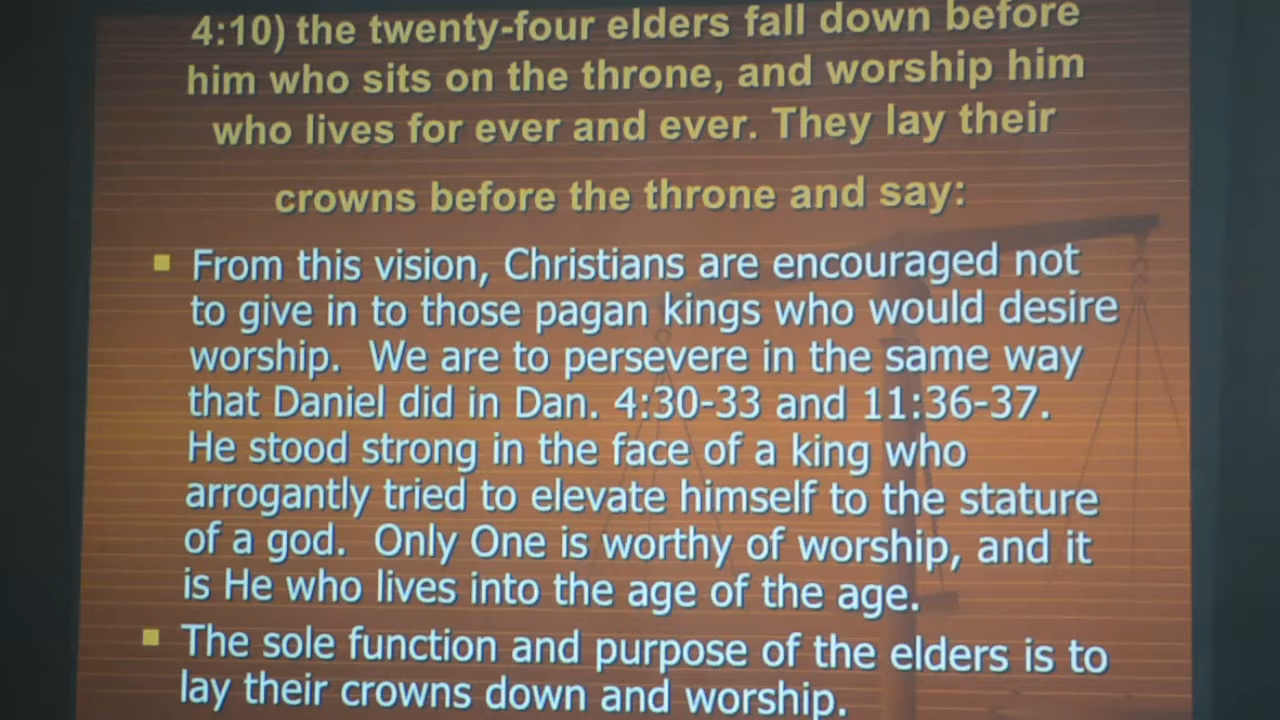 4:10) the twenty-four elders fall down before
him who sits on the throne, and worship him
who lives for ever and ever. They lay their
crowns before the throne and say:
From this vision, Christians are encouraged not
to give in to those pagan kings who would desire
worship. We are to persevere in the same way
that Daniel did in Dan. 4:30-33 and 11:36-37.
He stood strong in the face of a king who
arrogantly tried to elevate himself to the stature
of a god. Only One is worthy of worship, and it
is He who lives into the age of the age.
The sole function and purpose of the elders is to
lay their crowns down and worship.